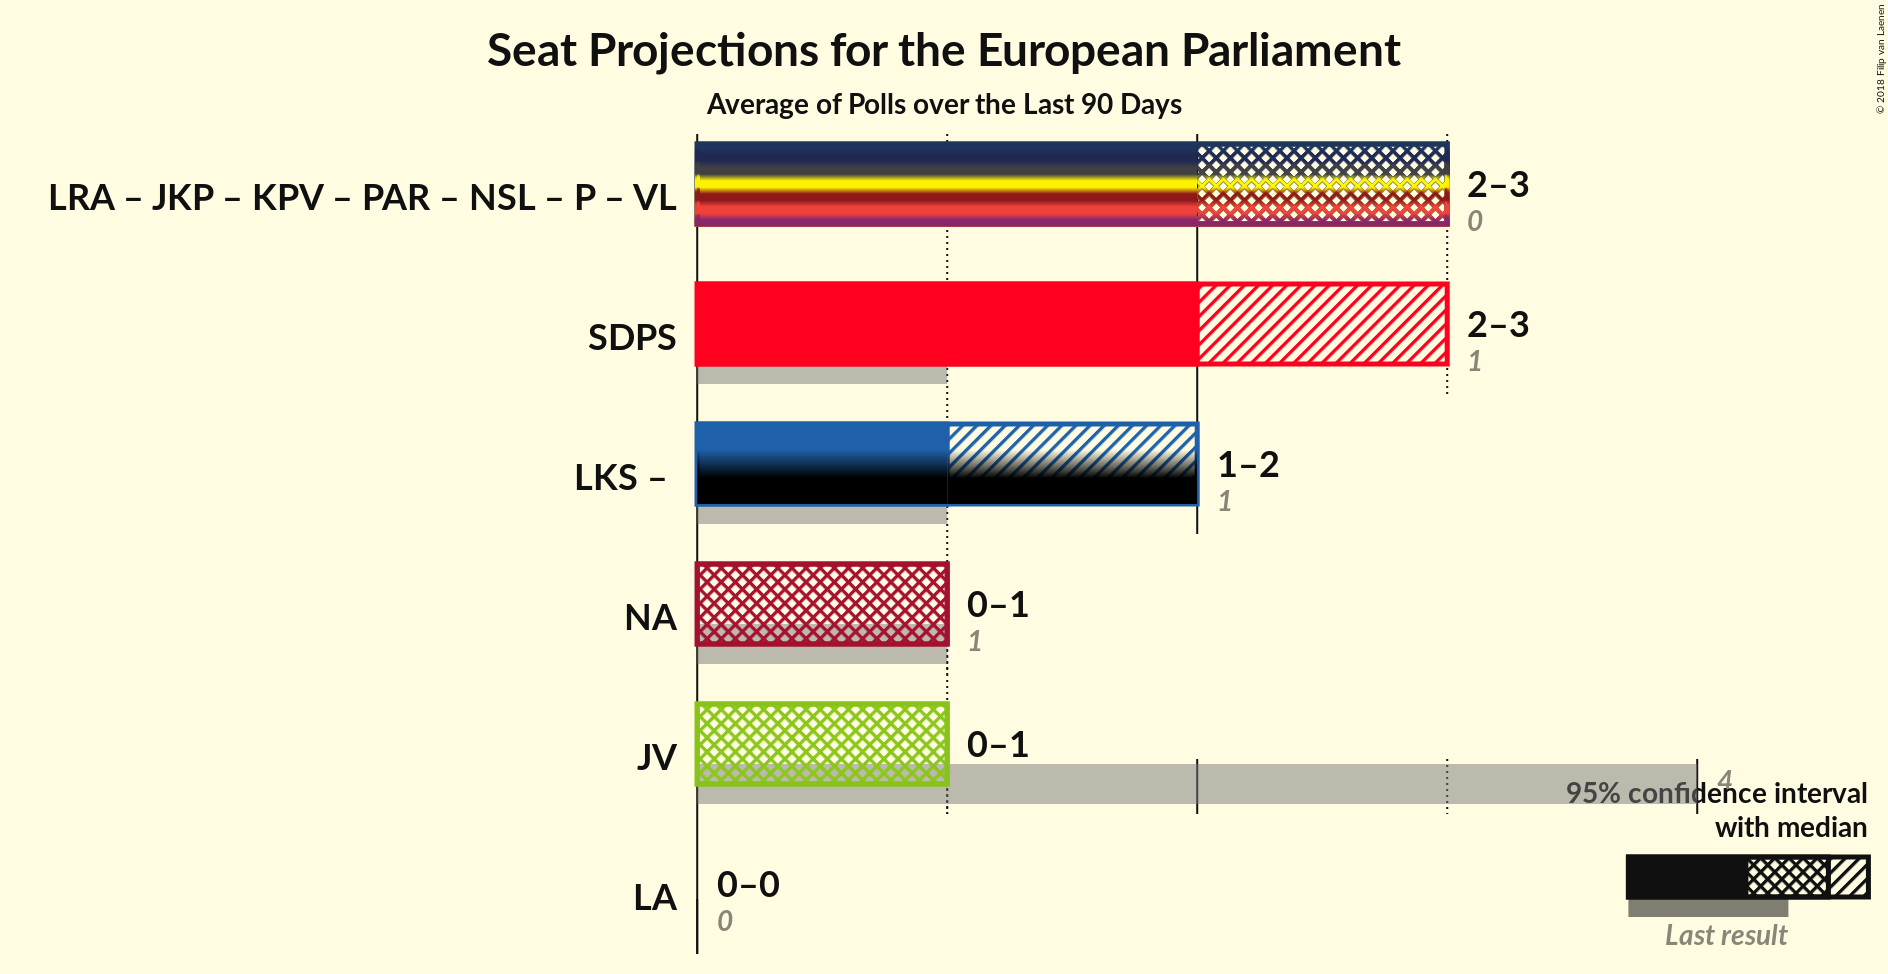 Seat Projections for the European Parliament
Average of Polls over the Last 90 Days
© 2018 Filip van Laenen
LRA – JKP – KPV – PAR – NSL – P – VL
2–3
0
SDPS
2–3
1
LKS –
1–2
1
NA
0–1
1
JV
0–1
4
LA
0–0
0
95% confidence interval
with median
Last result